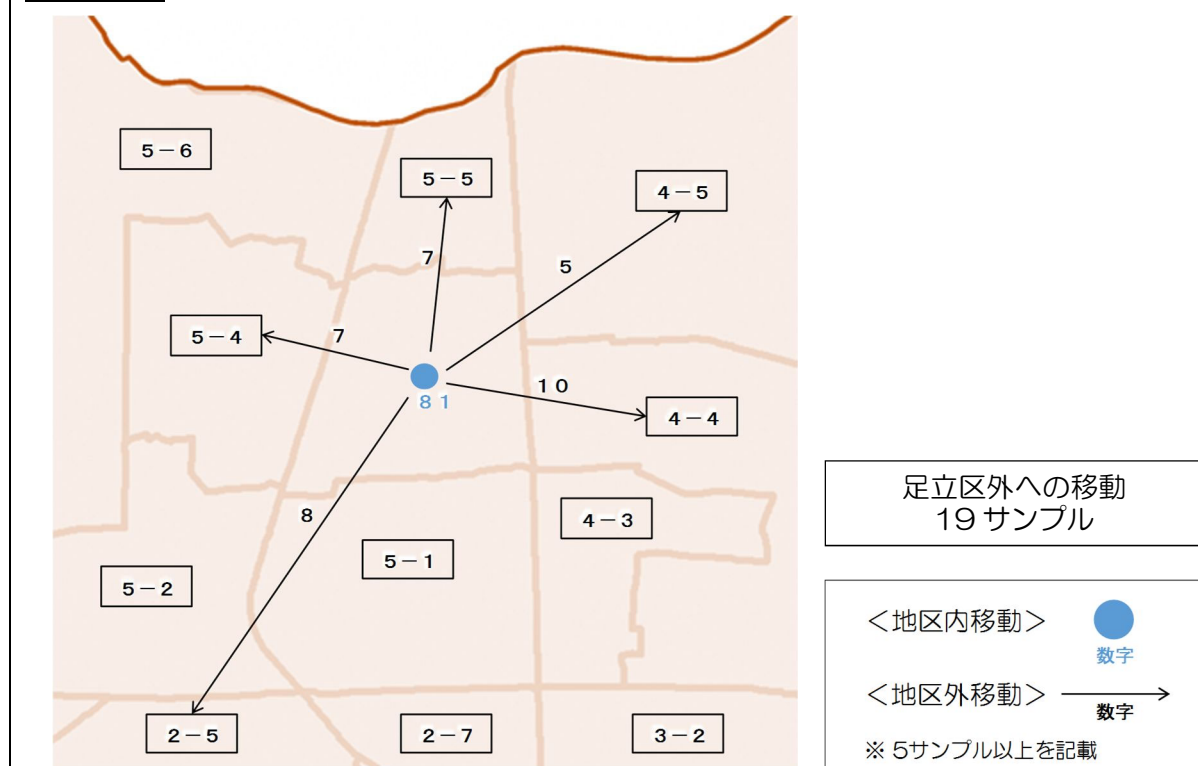 ５－６
５－５
４－５
７
５
５－４
７
１０
８１
４－４
８
４－３
５－１
５－２
２－５
２－７
３－２
足立区外への移動
19 サンプル
＜地区内移動＞
数字
＜地区外移動＞
数字
※ 5サンプル以上を記載